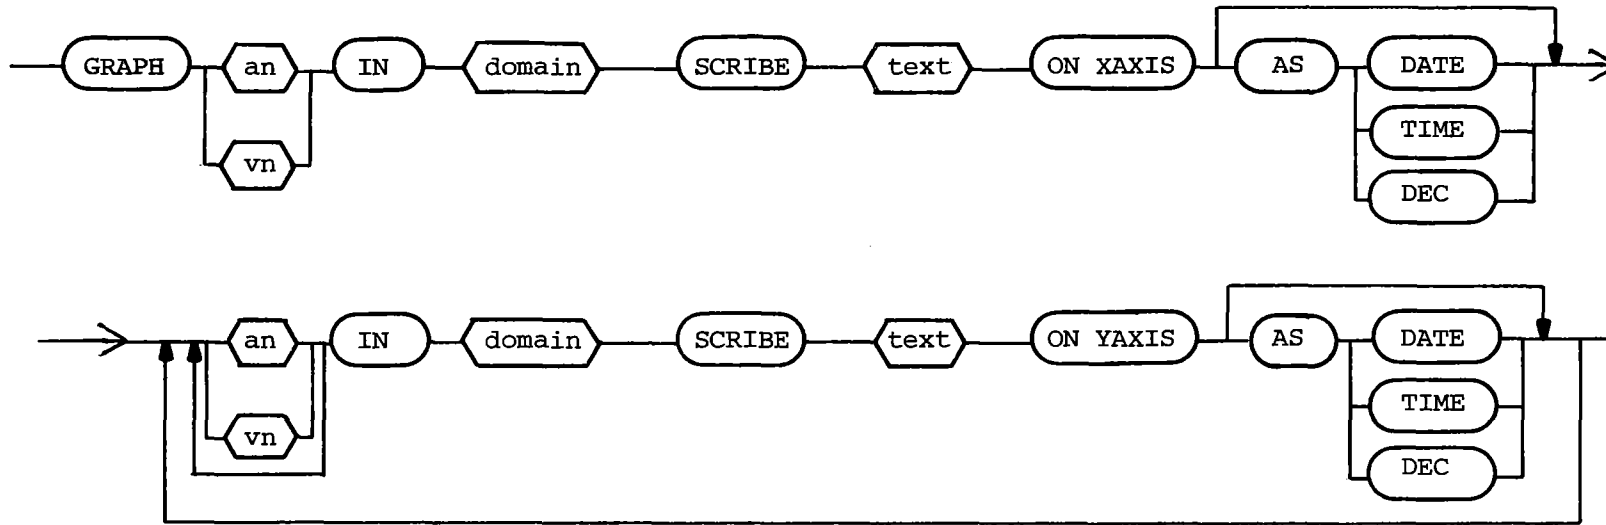 GRAPH an IN domain SCRIBE text ON XAXIS AS DATE
TIME
vn
DEC
an IN domain SCRIBE text ON YAXIS AS DATE
TIME
vn
DEC